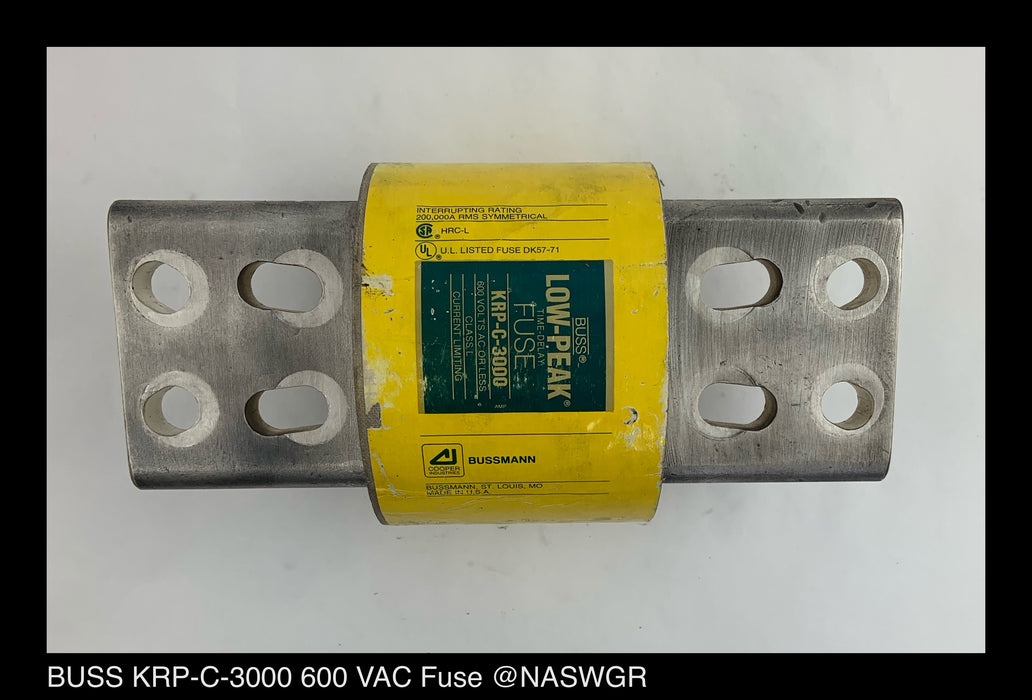 INTERRUPTING RATING
200,000A RMS SYMMETRICAL
SA ® HRC-L
UL ® U.L. LISTED FUSE DK57-71
BUSS®
LOW-PEAK®
TIME-DELAY
FUSE
KRP-C-3000
AMP
600 VOLTS AC OR LESS
CLASS L
CURRENT LIMITING
COOPER
INDUSTRIES
BUSSMANN
BUSSMANN, ST. LOUIS, MO
MADE IN U.S.A.
BUSS KRP-C-3000 600 VAC Fuse @NASWGR